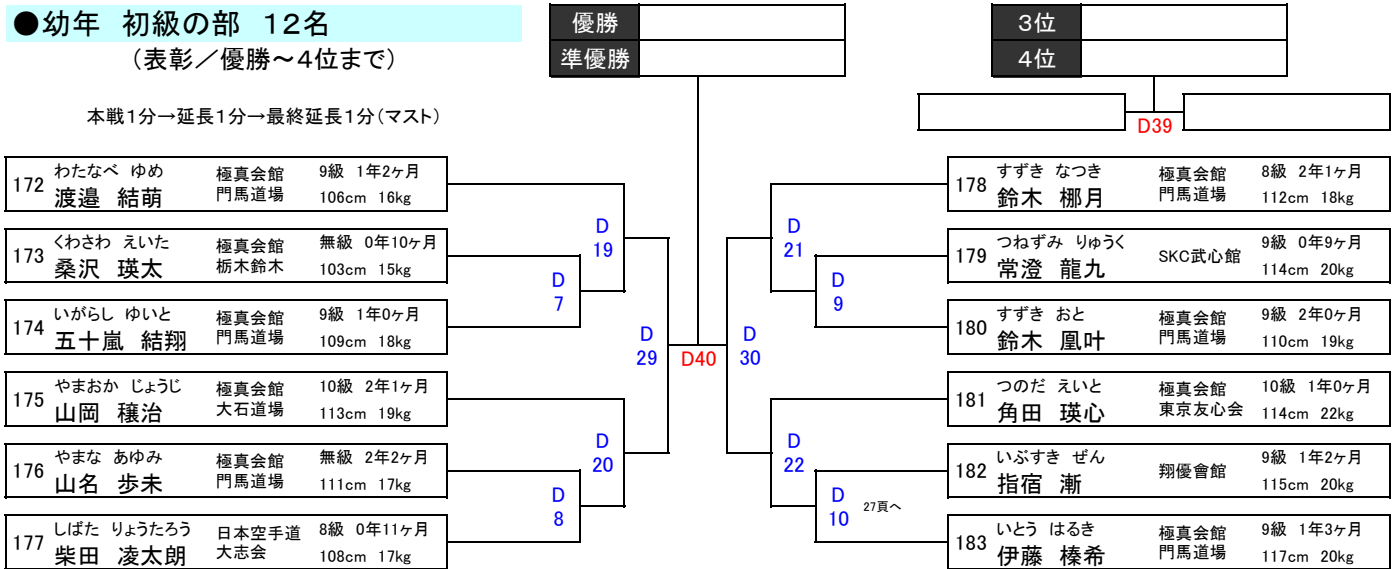 ●幼年 初級の部 12名
(表彰／優勝～4位まで)
本戦1分→延長1分→最終延長1分(マスト)
優勝
準優勝
3位
4位
D39
172
わたなべ ゆめ
渡邉 結萌
極真会館
門馬道場
9級 1年2ヶ月
106cm 16kg
173
くわさわ えいた
桑沢 瑛太
極真会館
栃木鈴木
無級 0年10ヶ月
103cm 15kg
174
いがらし ゆいと
五十嵐 結翔
極真会館
門馬道場
9級 1年0ヶ月
109cm 18kg
175
やまおか じょうじ
山岡 穣治
極真会館
大石道場
10級 2年1ヶ月
113cm 19kg
176
やまな あゆみ
山名 歩未
極真会館
門馬道場
無級 2年2ヶ月
111cm 17kg
177
しばた りょうたろう
柴田 凌太朗
日本空手道
大志会
8級 0年11ヶ月
108cm 17kg
D
19
D
7
D
29
D
20
D
8
D40
D
30
D
21
D
9
D
22
D
10
27頁へ
178
すずき なつき
鈴木 梛月
極真会館
門馬道場
8級 2年1ヶ月
112cm 18kg
179
つねずみ りゅうく
常澄 龍九
SKC武心館
9級 0年9ヶ月
114cm 20kg
180
すずき おと
鈴木 凰叶
極真会館
門馬道場
9級 2年0ヶ月
110cm 19kg
181
つのだ えいと
角田 瑛心
極真会館
東京友心会
10級 1年0ヶ月
114cm 22kg
182
いぶすき ぜん
指宿 漸
翔優會館
9級 1年2ヶ月
115cm 20kg
183
いとう はるき
伊藤 榛希
極真会館
門馬道場
9級 1年3ヶ月
117cm 20kg